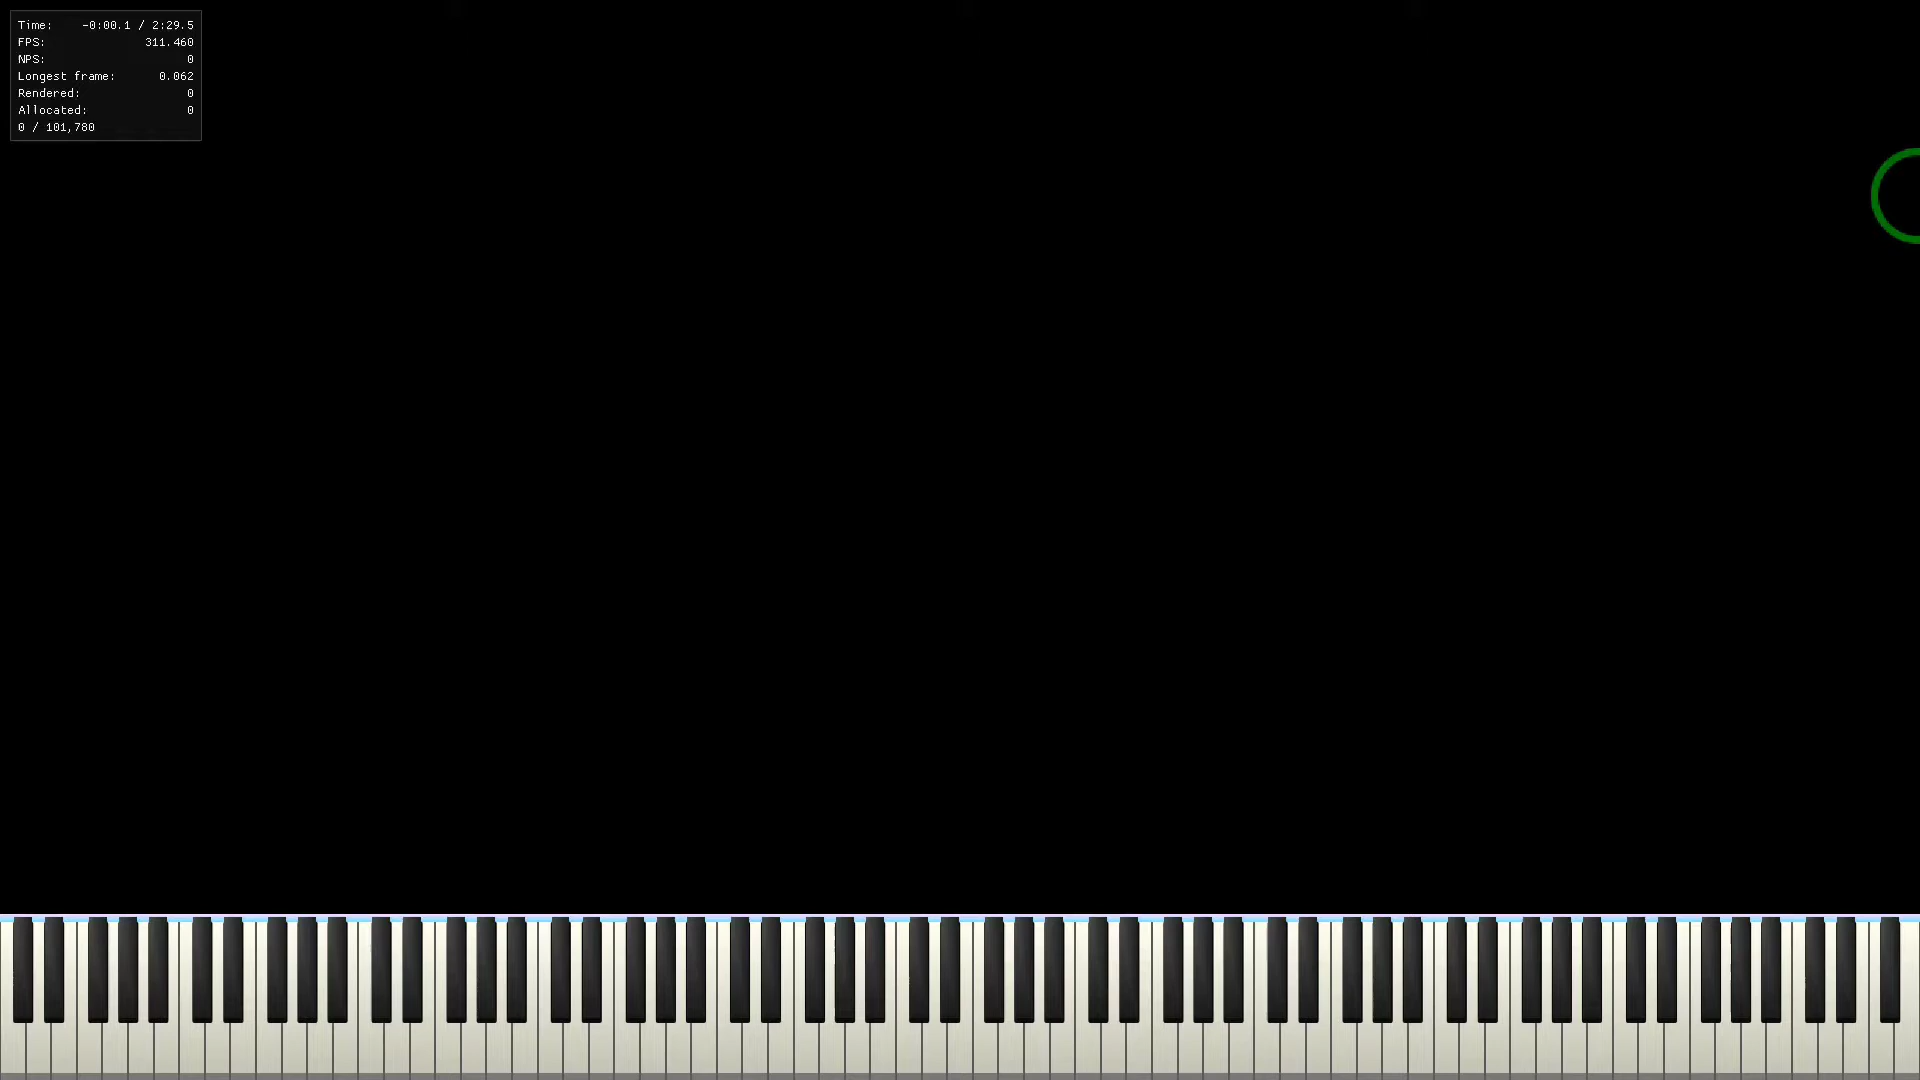 Time: -0:00.1 / 2:29.5
FPS: 311.460
NPS: 0
Longest frame: 0.062
Rendered: 0
Allocated: 0
0 / 101,780